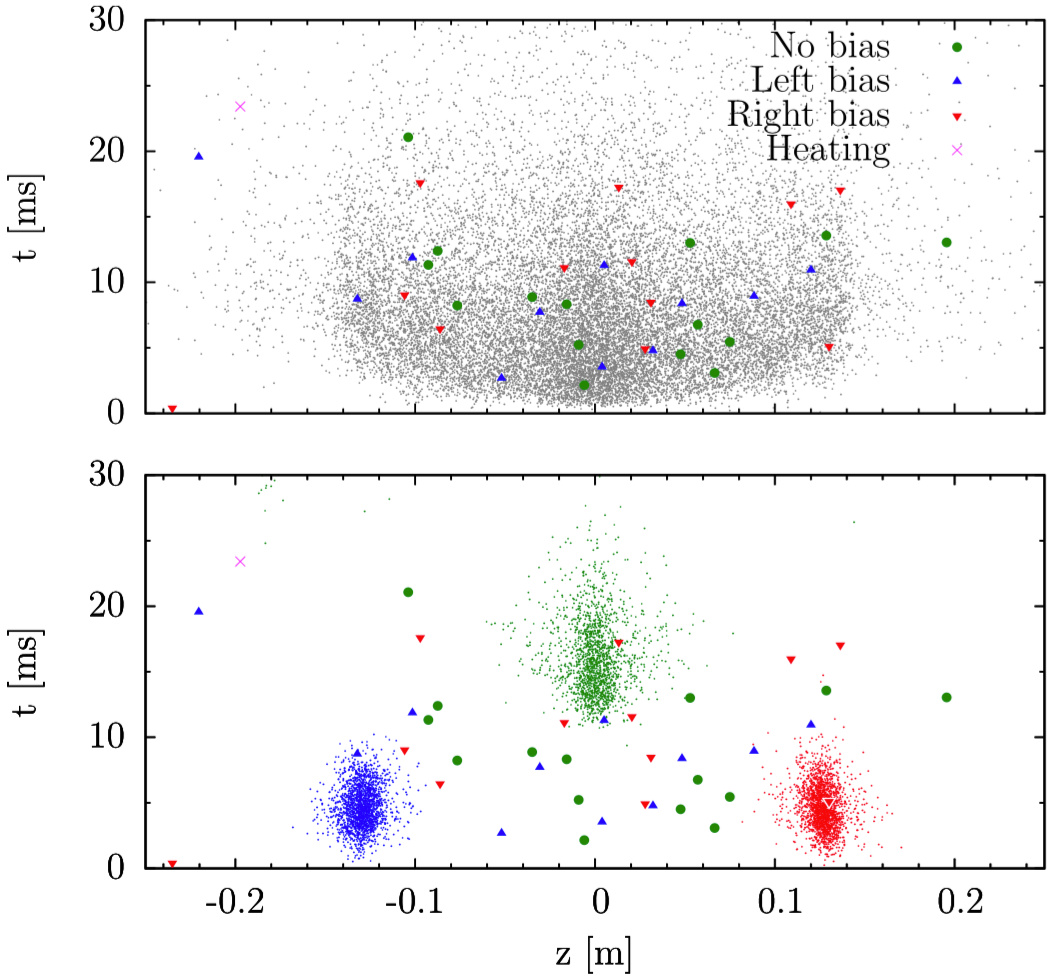 30
20
10
0
t [ms]
No bias
Left bias
Right bias
Heating
30
20
10
0
t [ms]
-0.2 -0.1 0 0.1 0.2
z [m]